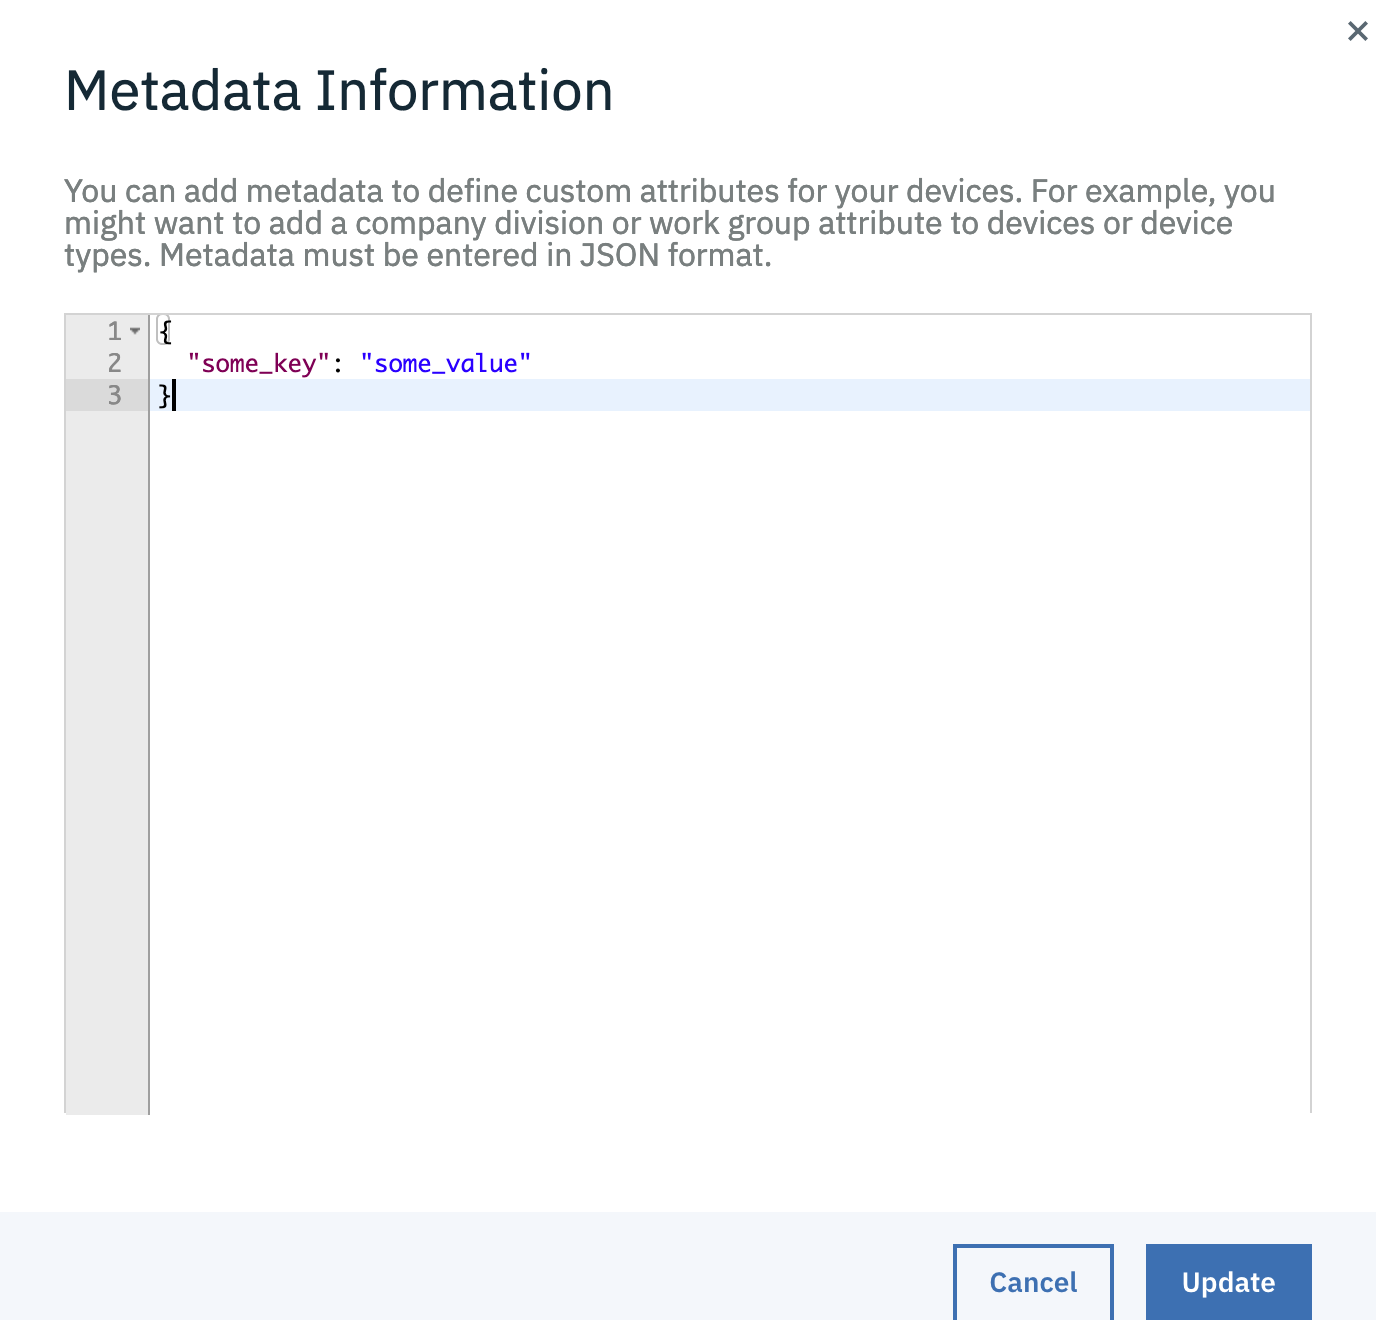 Metadata Information
You can add metadata to define custom attributes for your devices. For example, you
might want to add a company division or work group attribute to devices or device
types. Metadata must be entered in JSON format.
1 {
2 "some_key": "some_value"
3 }
Cancel Update